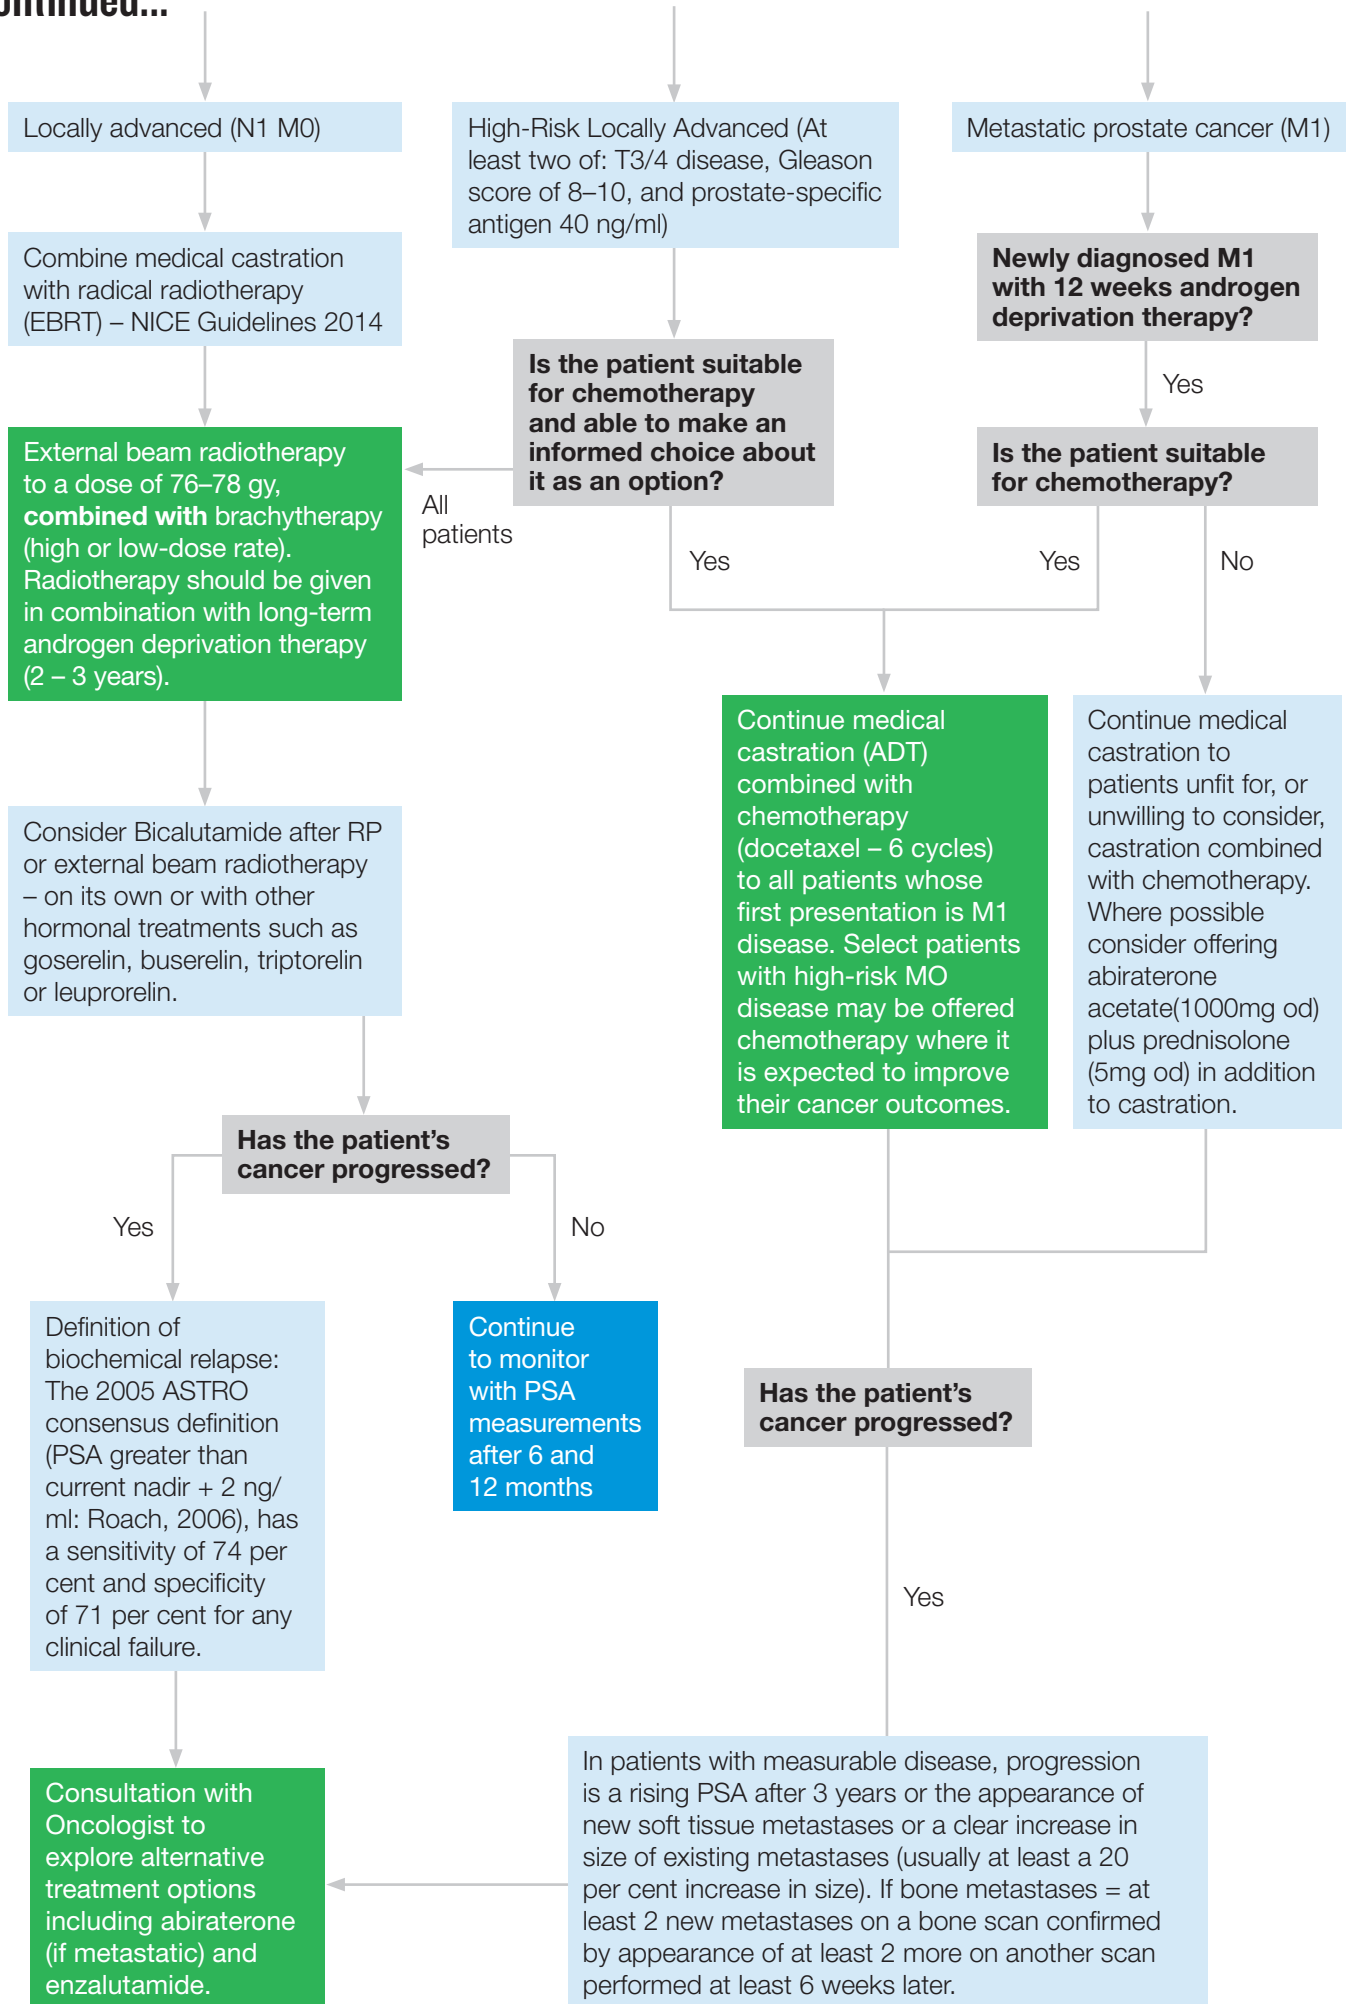 ontinued...
Locally advanced (N1 M0)
Combine medical castration
with radical radiotherapy
(EBRT) – NICE Guidelines 2014
External beam radiotherapy
to a dose of 76–78 gy,
combined with brachytherapy
(high or low-dose rate).
Radiotherapy should be given
in combination with long-term
androgen deprivation therapy
(2 – 3 years).
Consider Bicalutamide after RP
or external beam radiotherapy
– on its own or with other
hormonal treatments such as
goserelin, buserelin, triptorelin
or leuprorelin.
Has the patient’s
cancer progressed?
Yes
No
Definition of
biochemical relapse:
The 2005 ASTRO
consensus definition
(PSA greater than
current nadir + 2 ng/
ml: Roach, 2006), has
a sensitivity of 74 per
cent and specificity
of 71 per cent for any
clinical failure.
Continue
to monitor
with PSA
measurements
after 6 and
12 months
Consultation with
Oncologist to
explore alternative
treatment options
including abiraterone
(if metastatic) and
enzalutamide.
High-Risk Locally Advanced (At
least two of: T3/4 disease, Gleason
score of 8–10, and prostate-specific
antigen 40 ng/ml)
Is the patient suitable
for chemotherapy
and able to make an
informed choice about
it as an option?
All
patients
Yes
Metastatic prostate cancer (M1)
Newly diagnosed M1
with 12 weeks androgen
deprivation therapy?
Yes
Is the patient suitable
for chemotherapy?
Yes
No
Continue medical
castration (ADT)
combined with
chemotherapy
(docetaxel – 6 cycles)
to all patients whose
first presentation is M1
disease. Select patients
with high-risk MO
disease may be offered
chemotherapy where it
is expected to improve
their cancer outcomes.
Continue medical
castration to
patients unfit for, or
unwilling to consider,
castration combined
with chemotherapy.
Where possible
consider offering
abiraterone
acetate(1000mg od)
plus prednisolone
(5mg od) in addition
to castration.
Has the patient’s
cancer progressed?
Yes
In patients with measurable disease, progression
is a rising PSA after 3 years or the appearance of
new soft tissue metastases or a clear increase in
size of existing metastases (usually at least a 20
per cent increase in size). If bone metastases = at
least 2 new metastases on a bone scan confirmed
by appearance of at least 2 more on another scan
performed at least 6 weeks later.